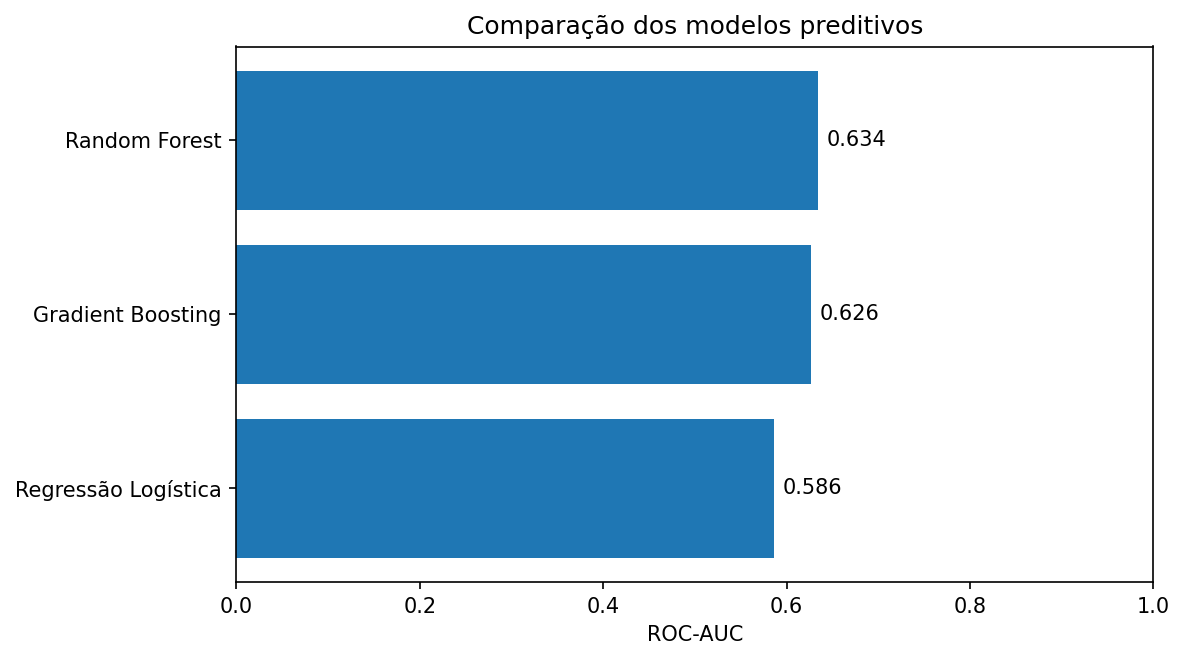 Comparação dos modelos preditivos
Random Forest
0.634
Gradient Boosting
0.626
Regressão Logística
0.586
0.0
0.2
0.4
0.6
0.8
1.0
ROC-AUC